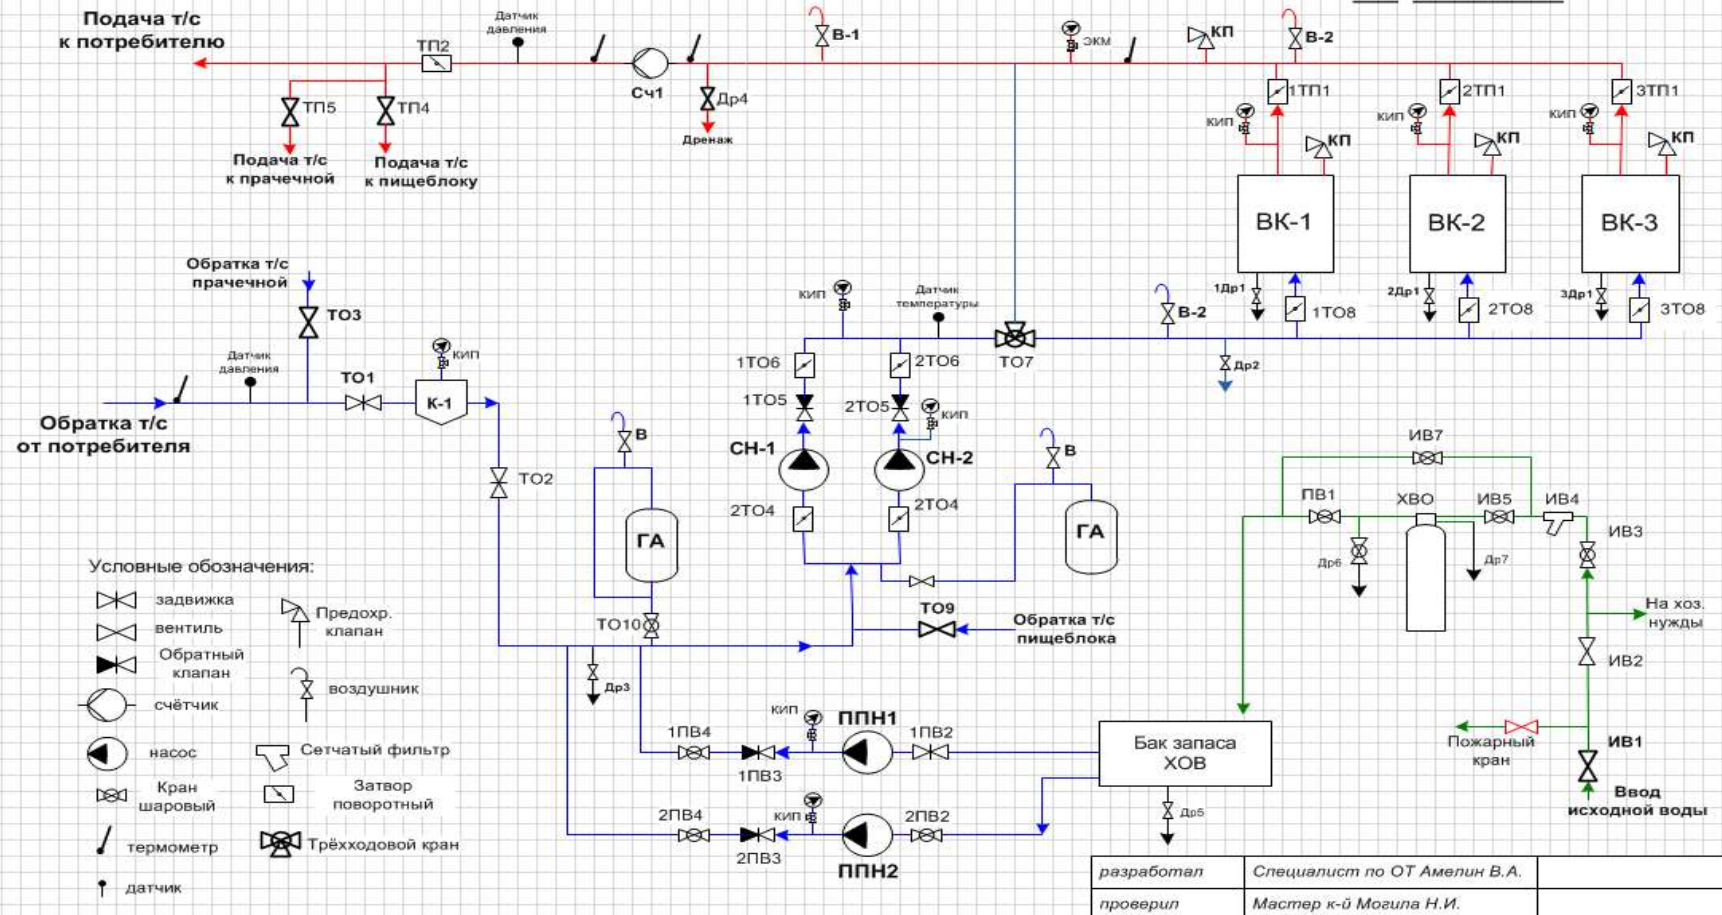 Подача т/с
к потребителю
ТП2
Датчик
давления
Сч1
Др4
Дренаж
В-1
ЭКМ
КП
В-2
ТП5
ТП4
Подача т/с
к прачечной
Подача т/с
к пищеблоку
1ТП1
2ТП1
3ТП1
КИП
КП
КИП
КП
КИП
КП
ВК-1
ВК-2
ВК-3
1Др1
2Др1
3Др1
1ТО8
2ТО8
3ТО8
Обратка т/с
прачечной
ТО3
Датчик
давления
ТО1
КИП
К-1
Обратка т/с
от потребителя
ТО2
КИП
Датчик
температуры
ТО7
В-2
Др2
1ТО6
2ТО6
1ТО5
2ТО5
КИП
СН-1
СН-2
2ТО4
2ТО4
В
ГА
ТО10
В
ГА
ТО9
Обратка т/с
пищеблока
Др3
ИВ7
ПВ1
ХВО
ИВ5
ИВ4
ИВ3
Др6
Др7
На хоз.
нужды
ИВ2
Пожарный
кран
ИВ1
Ввод
исходной воды
КИП
ППН1
1ПВ4
1ПВ3
1ПВ2
Бак запаса
ХОВ
Др5
2ПВ4
КИП
2ПВ2
2ПВ3
ППН2
Условные обозначения:
задвижка
вентиль
Обратный
клапан
счётчик
насос
Кран
шаровый
термометр
датчик
Предохр.
клапан
воздушник
Сетчатый фильтр
Затвор
поворотный
Трёхходовой кран
разработал
Специалист по ОТ Амелин В.А.
проверил
Мастер к-й Могила Н.И.